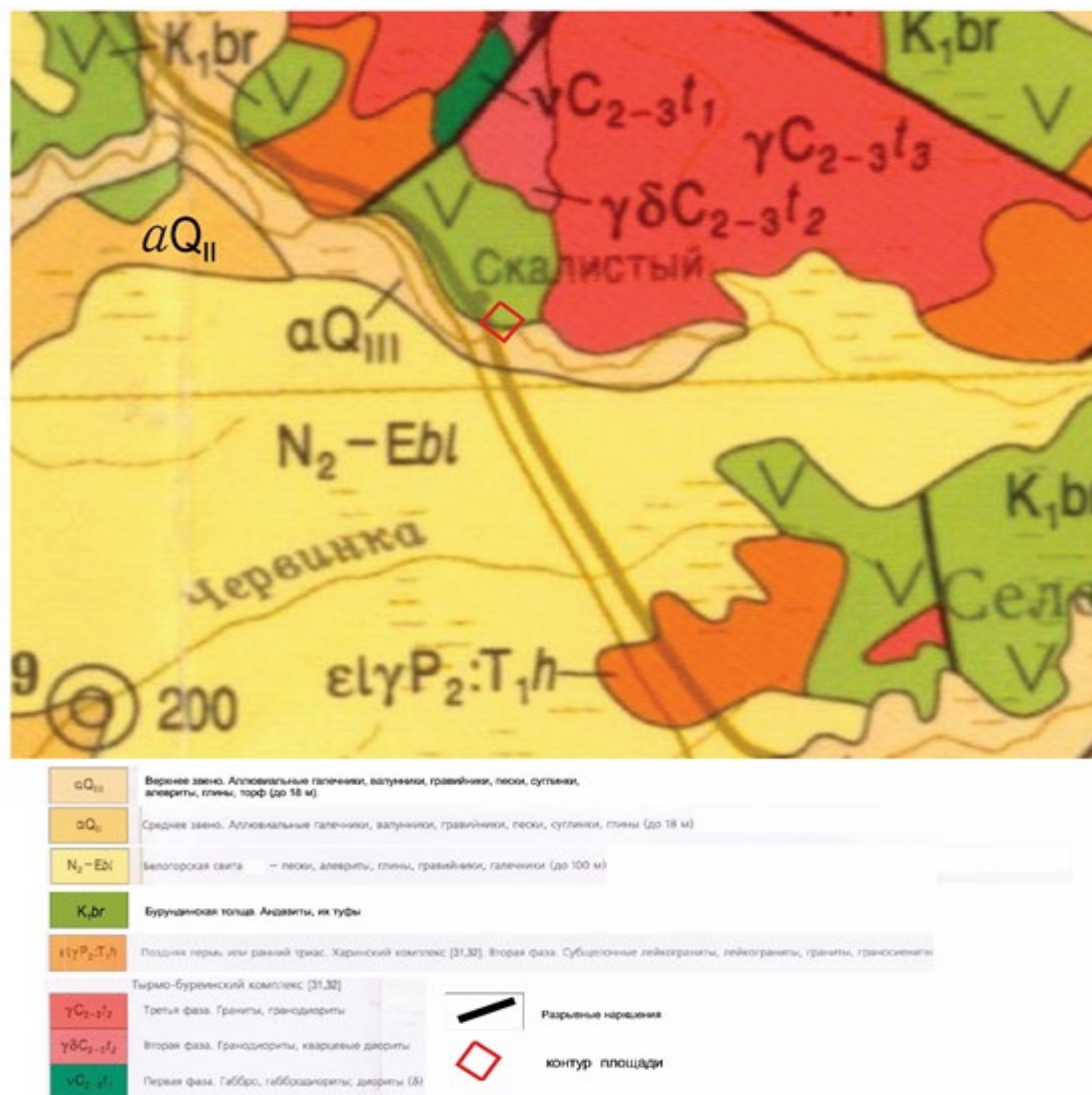 K₁br
K₁br
νC₂₋₃t₁
γC₂₋₃t₃
γδC₂₋₃t₂
aQ_II
Скалистый
aQ_III
N₂−Ebl
K₁br
Червинка
Село
εlγP₂:T₁h
9
200
V
V
V
V
V
V
V
aQ_III Верхнее звено. Аллювиальные галечники, валунники, гравийники, пески, суглинки,
алевриты, глины, торф (до 18 м).
aQ_II Среднее звено. Аллювиальные галечники, валунники, гравийники, пески, суглинки, глины (до 18 м)
N₂−Ebl Белогорская свита − пески, алевриты, глины, гравийники, галечники (до 100 м)
K₁br Бурундинская толща. Андезиты, их туфы
εlγP₂:T₁h Поздняя пермь или ранний триас. Харинский комплекс [31,32]. Вторая фаза. Субщелочные лейкограниты, лейкограниты, граниты, граносиениты
Тырмо-буреинский комплекс [31,32]
γC₂₋₃t₃ Третья фаза. Граниты, гранодиориты
Разрывные нарушения
γδC₂₋₃t₂ Вторая фаза. Гранодиориты, кварцевые диориты
контур площади
νC₂₋₃t₁ Первая фаза. Габбро, габбродиориты; диориты (δ)